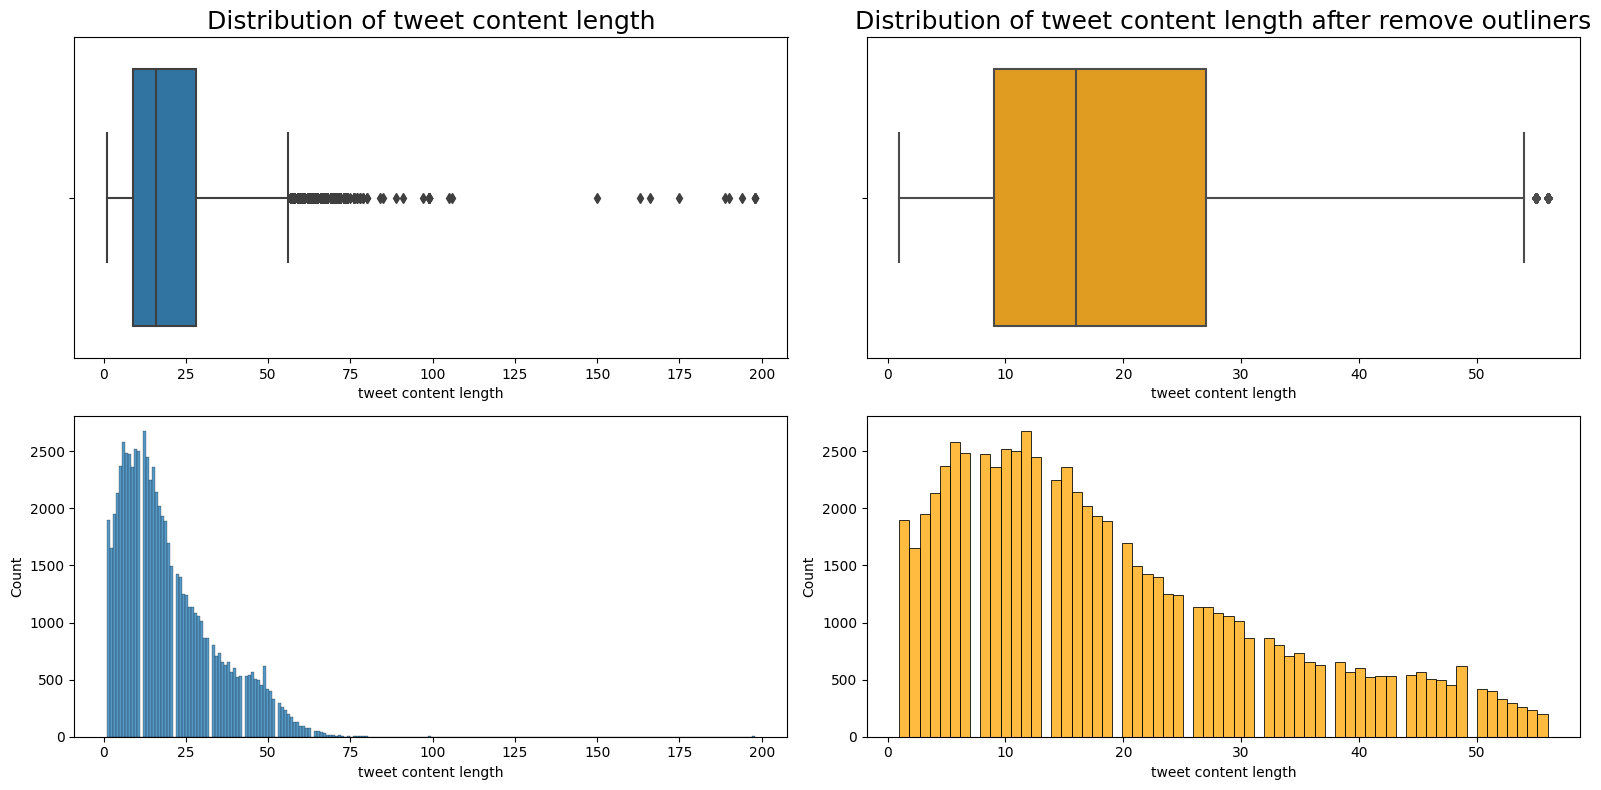 Distribution of tweet content length
0 25 50 75 100 125 150 175 200
tweet content length
Distribution of tweet content length after remove outliners
0 10 20 30 40 50
tweet content length
2500
2000
1500
1000
500
0
Count
0 25 50 75 100 125 150 175 200
tweet content length
2500
2000
1500
1000
500
0
Count
0 10 20 30 40 50
tweet content length